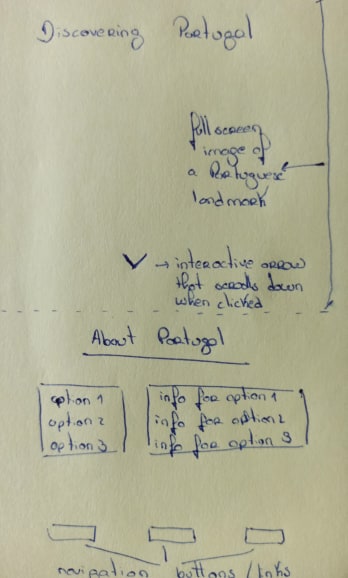 Discovering Portugal
full screen
image of
a Portuguese
landmark
→ interactive arrow
that scrolls down
when clicked
About Portugal
option 1
option 2
option 3
info for option 1
info for option 2
info for option 3
navigation buttons / links